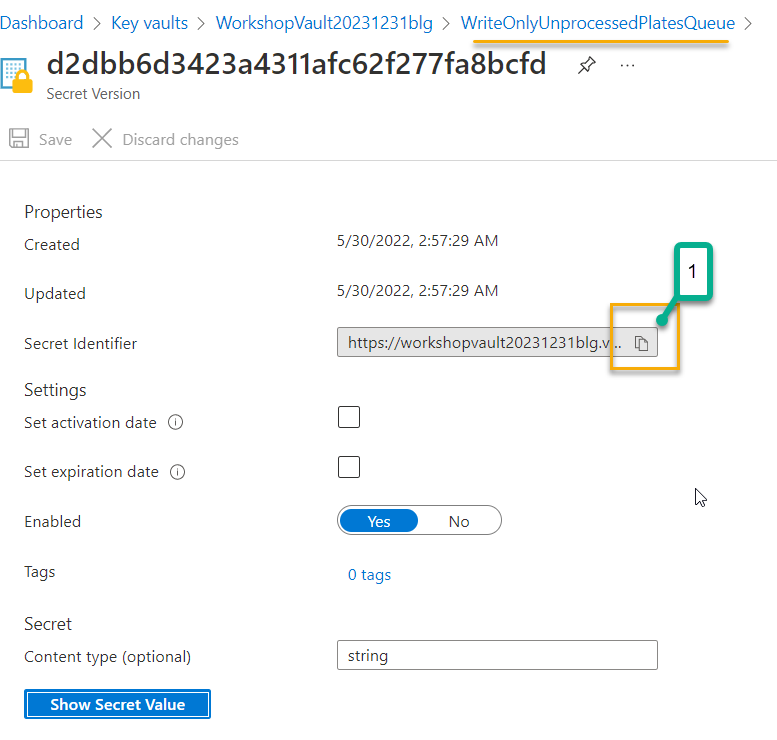 Dashboard > Key vaults > WorkshopVault20231231blg > WriteOnlyUnprocessedPlatesQueue >
d2dbb6d3423a4311afc62f277fa8bcfd ...
Secret Version
Save Discard changes
Properties
Created 5/30/2022, 2:57:29 AM
1
Updated 5/30/2022, 2:57:29 AM
Secret Identifier https://workshopvault20231231blg.v...
Settings
Set activation date
Set expiration date
Enabled Yes No
Tags 0 tags
Secret
Content type (optional) string
Show Secret Value